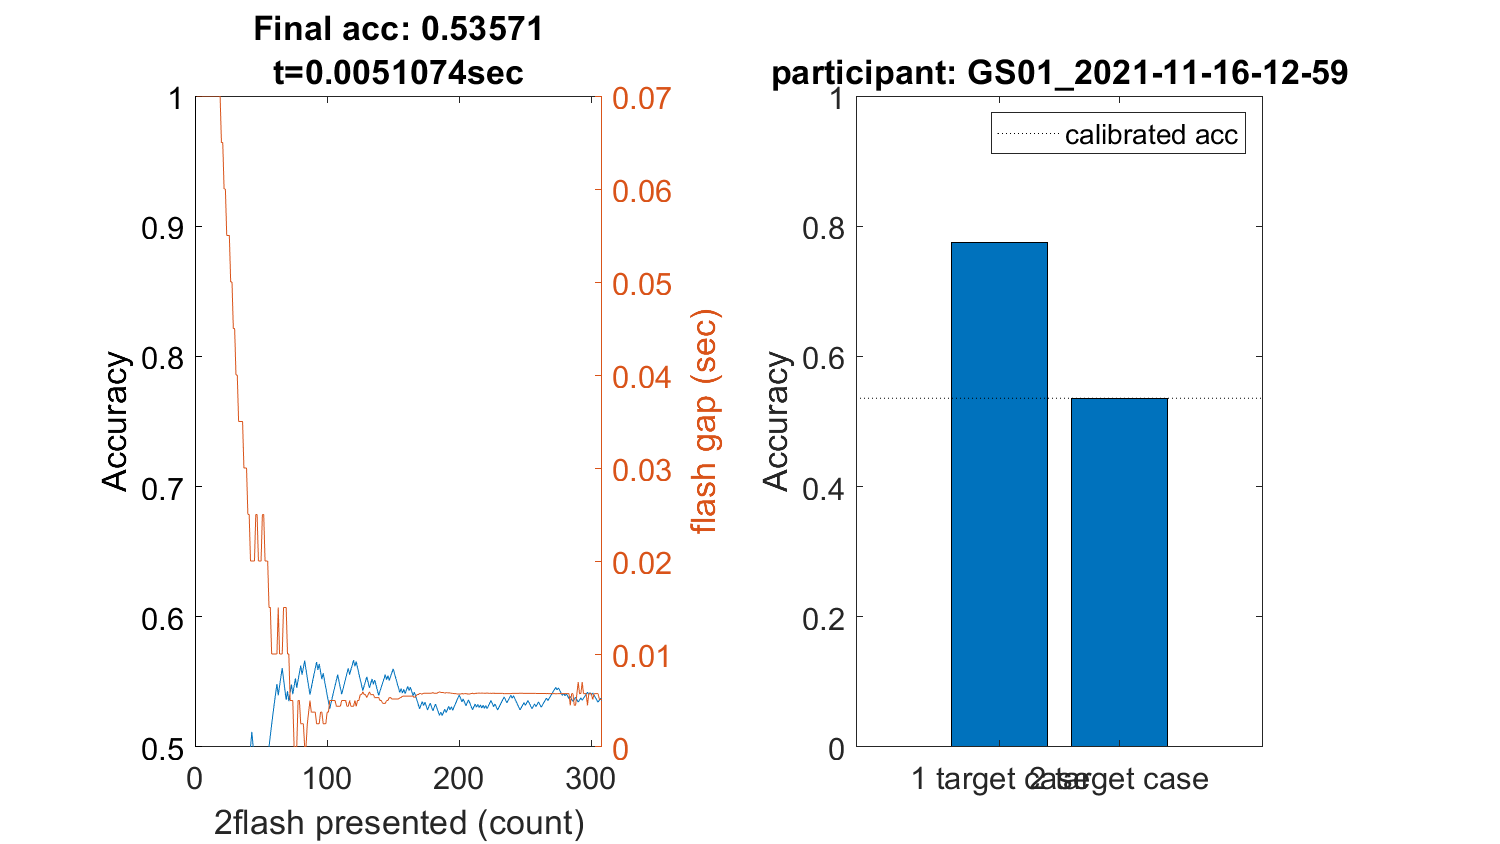 Final acc: 0.53571
t=0.0051074sec
1
0.9
0.8
0.7
0.6
0.5
Accuracy
0
100
200
300
2flash presented (count)
0.07
0.06
0.05
0.04
0.03
0.02
0.01
0
flash gap (sec)
participant: GS01_2021-11-16-12-59
calibrated acc
1
0.8
0.6
0.4
0.2
0
Accuracy
1 target case
2 target case